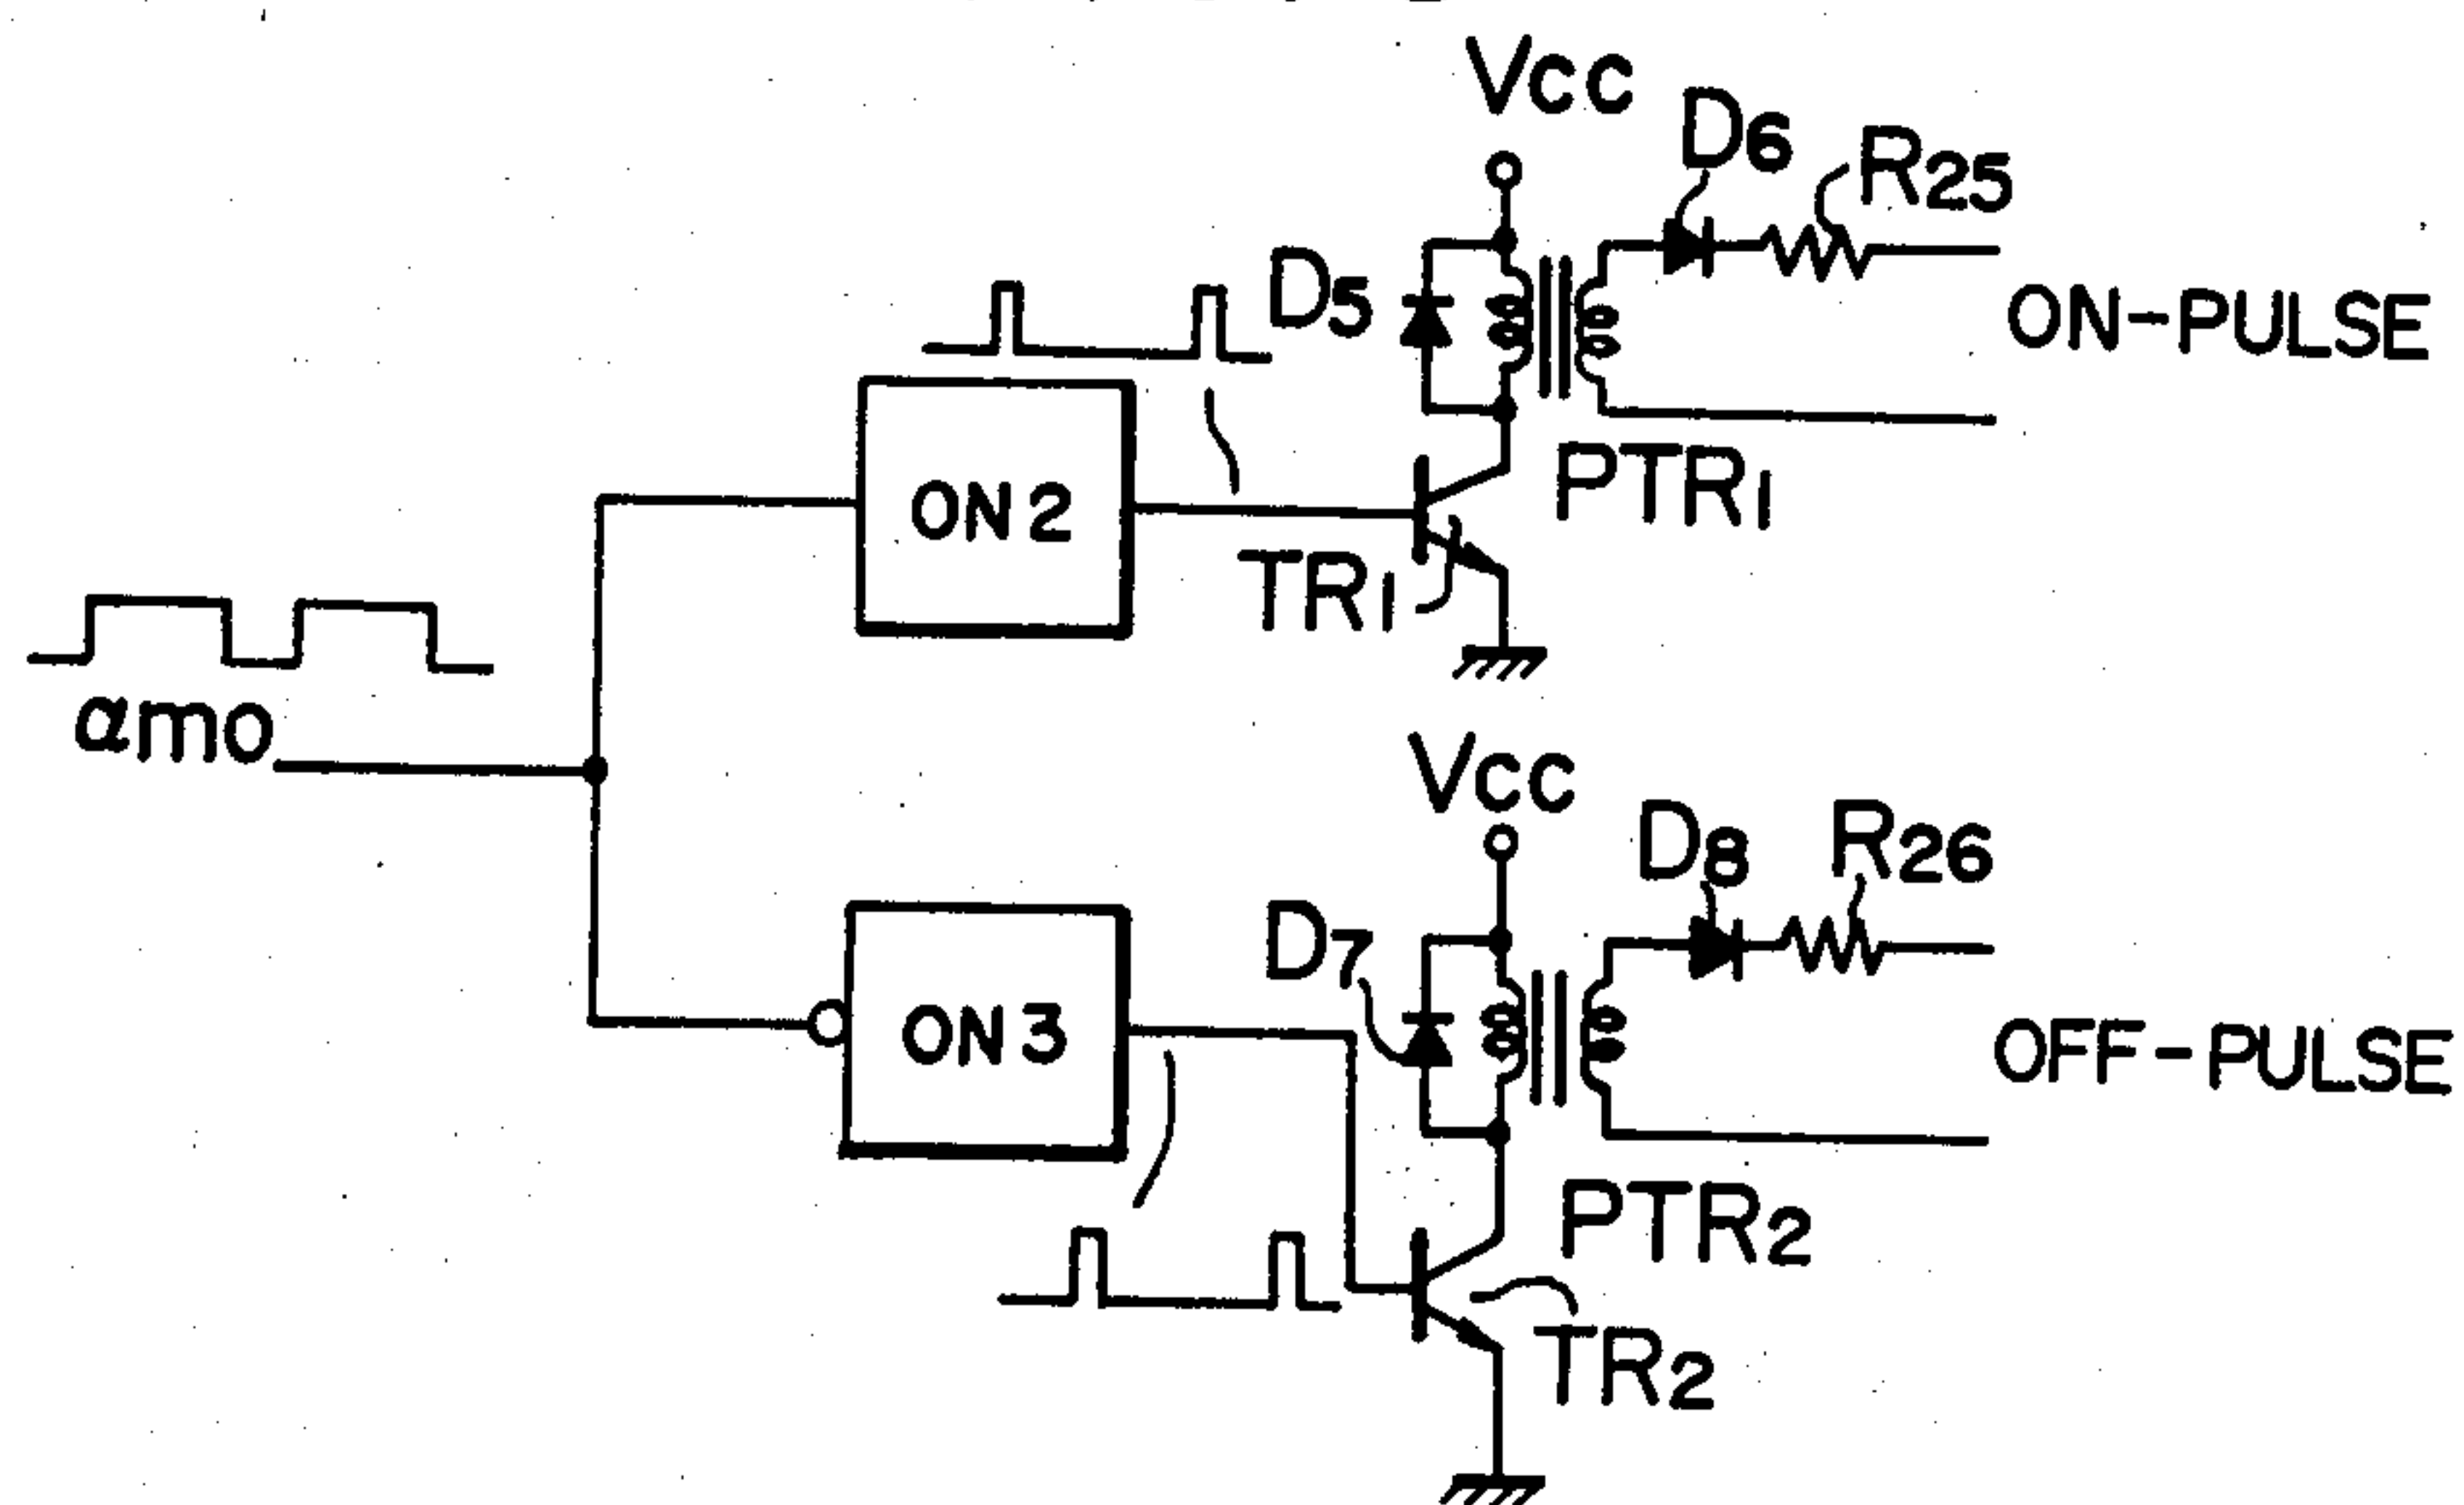 Vcc
D6
R25
D5
ON-PULSE
ON2
PTR1
TR1
αmo
Vcc
D8
R26
D7
ON3
OFF-PULSE
PTR2
TR2